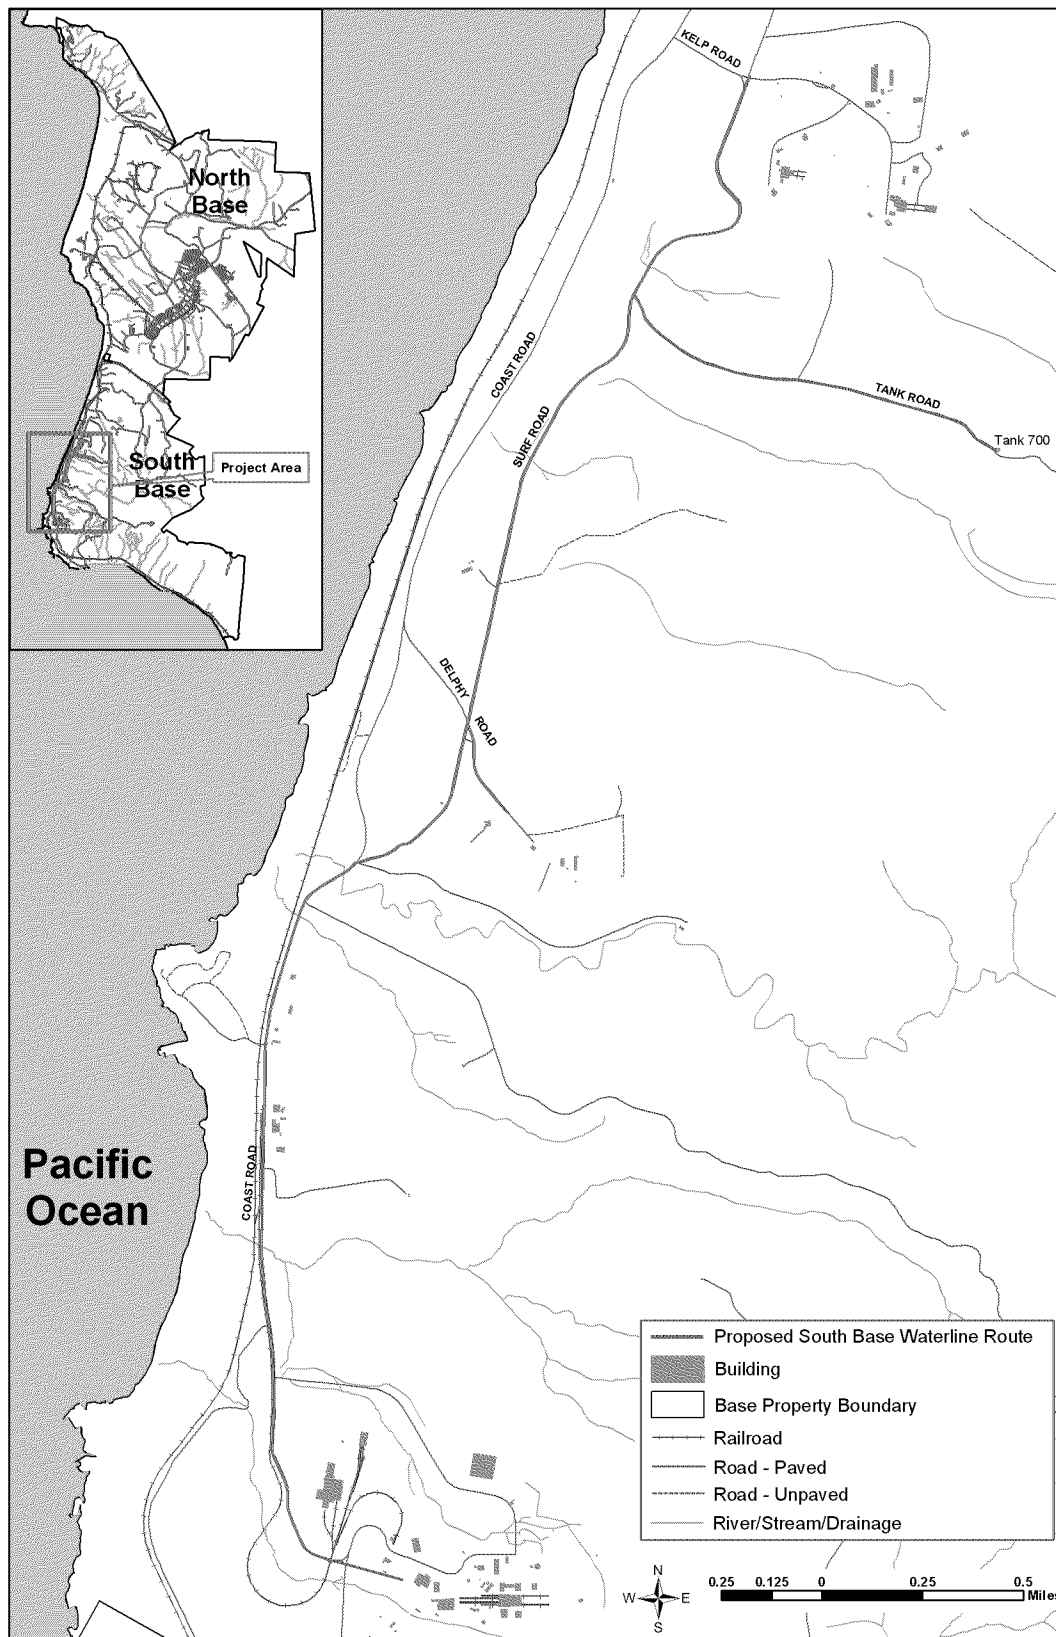 North
Base
South
Base
Project Area
KELP ROAD
COAST ROAD
SURF ROAD
TANK ROAD
Tank 700
DELPHY
ROAD
Pacific
Ocean
COAST ROAD
Proposed South Base Waterline Route
Building
Base Property Boundary
Railroad
Road - Paved
Road - Unpaved
River/Stream/Drainage
N
W
E
S
0.25 0.125 0 0.25 0.5
Miles